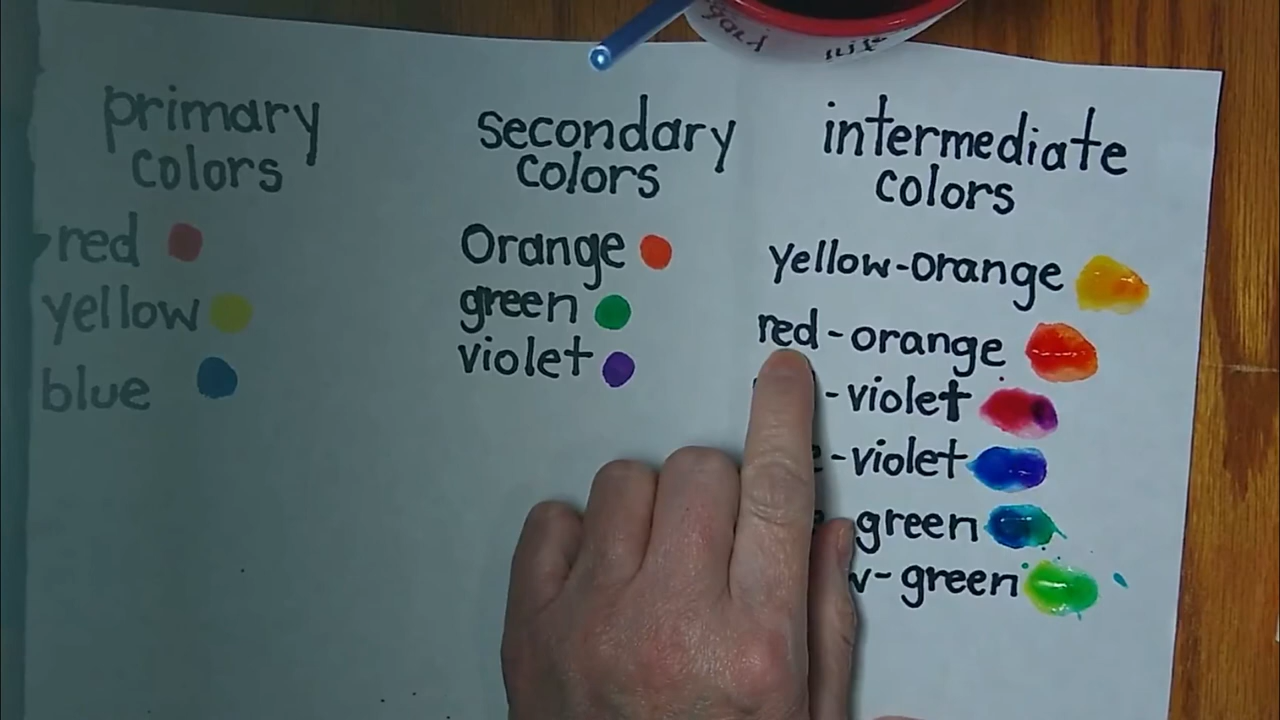 primary
colors
red
yellow
blue
secondary
colors
Orange
green
violet
intermediate
colors
yellow-orange
red-orange
-violet
-violet
green
-green